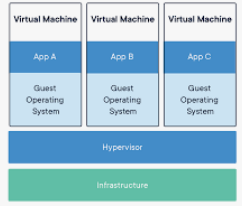 Virtual Machine
App A
Guest
Operating
System
Virtual Machine
App B
Guest
Operating
System
Virtual Machine
App C
Guest
Operating
System
Hypervisor
Infrastructure